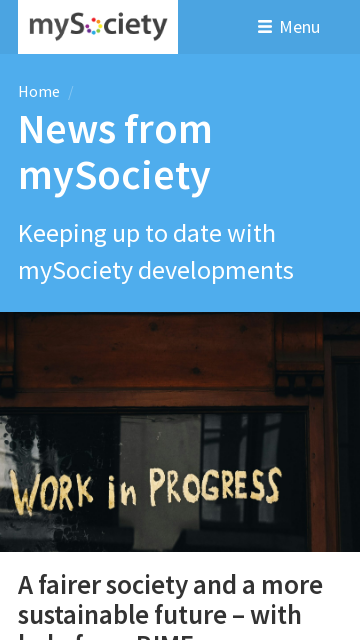 mySociety
Menu
Home /
News from
mySociety
Keeping up to date with
mySociety developments
WORK in PROGRESS
A fairer society and a more
sustainable future – with